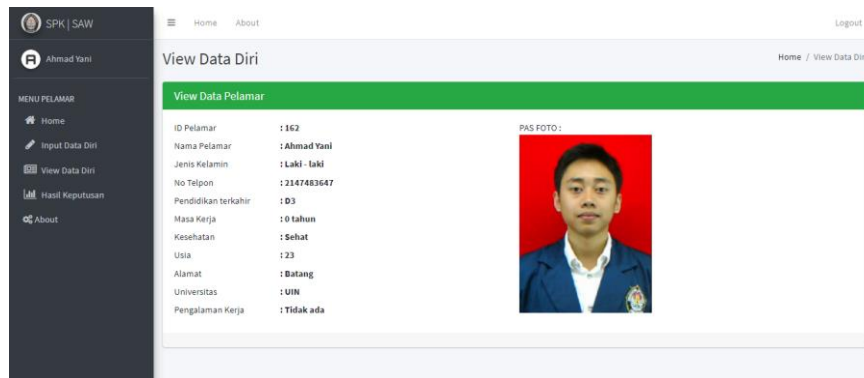 SPK | SAW
Home About
Logout
Ahmad Yani
View Data Diri
Home / View Data Dir
MENU PELAMAR
Home
Input Data Diri
View Data Diri
Hasil Keputusan
About
View Data Pelamar
ID Pelamar : 162
Nama Pelamar : Ahmad Yani
Jenis Kelamin : Laki - laki
No Telpon : 2147483647
Pendidikan terkahir : D3
Masa Kerja : 0 tahun
Kesehatan : Sehat
Usia : 23
Alamat : Batang
Universitas : UIN
Pengalaman Kerja : Tidak ada
PAS FOTO :